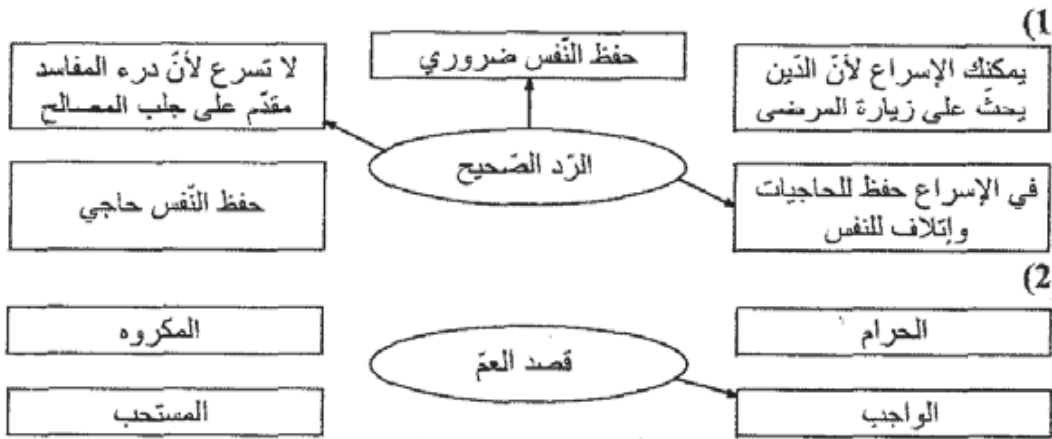 (1
يمكنك الإسراع لأنّ الدّين
يحثّ على زيارة المرضى
حفظ النّفس ضروري
لا تسرع لأنّ درء المفاسد
مقدّم على جلب المصالح
الرّد الصّحيح
في الإسراع حفظ للحاجيات
وإتلاف للنفس
حفظ النّفس حاجي
(2
الحرام
المكروه
قصد العمّ
الواجب
المستحب